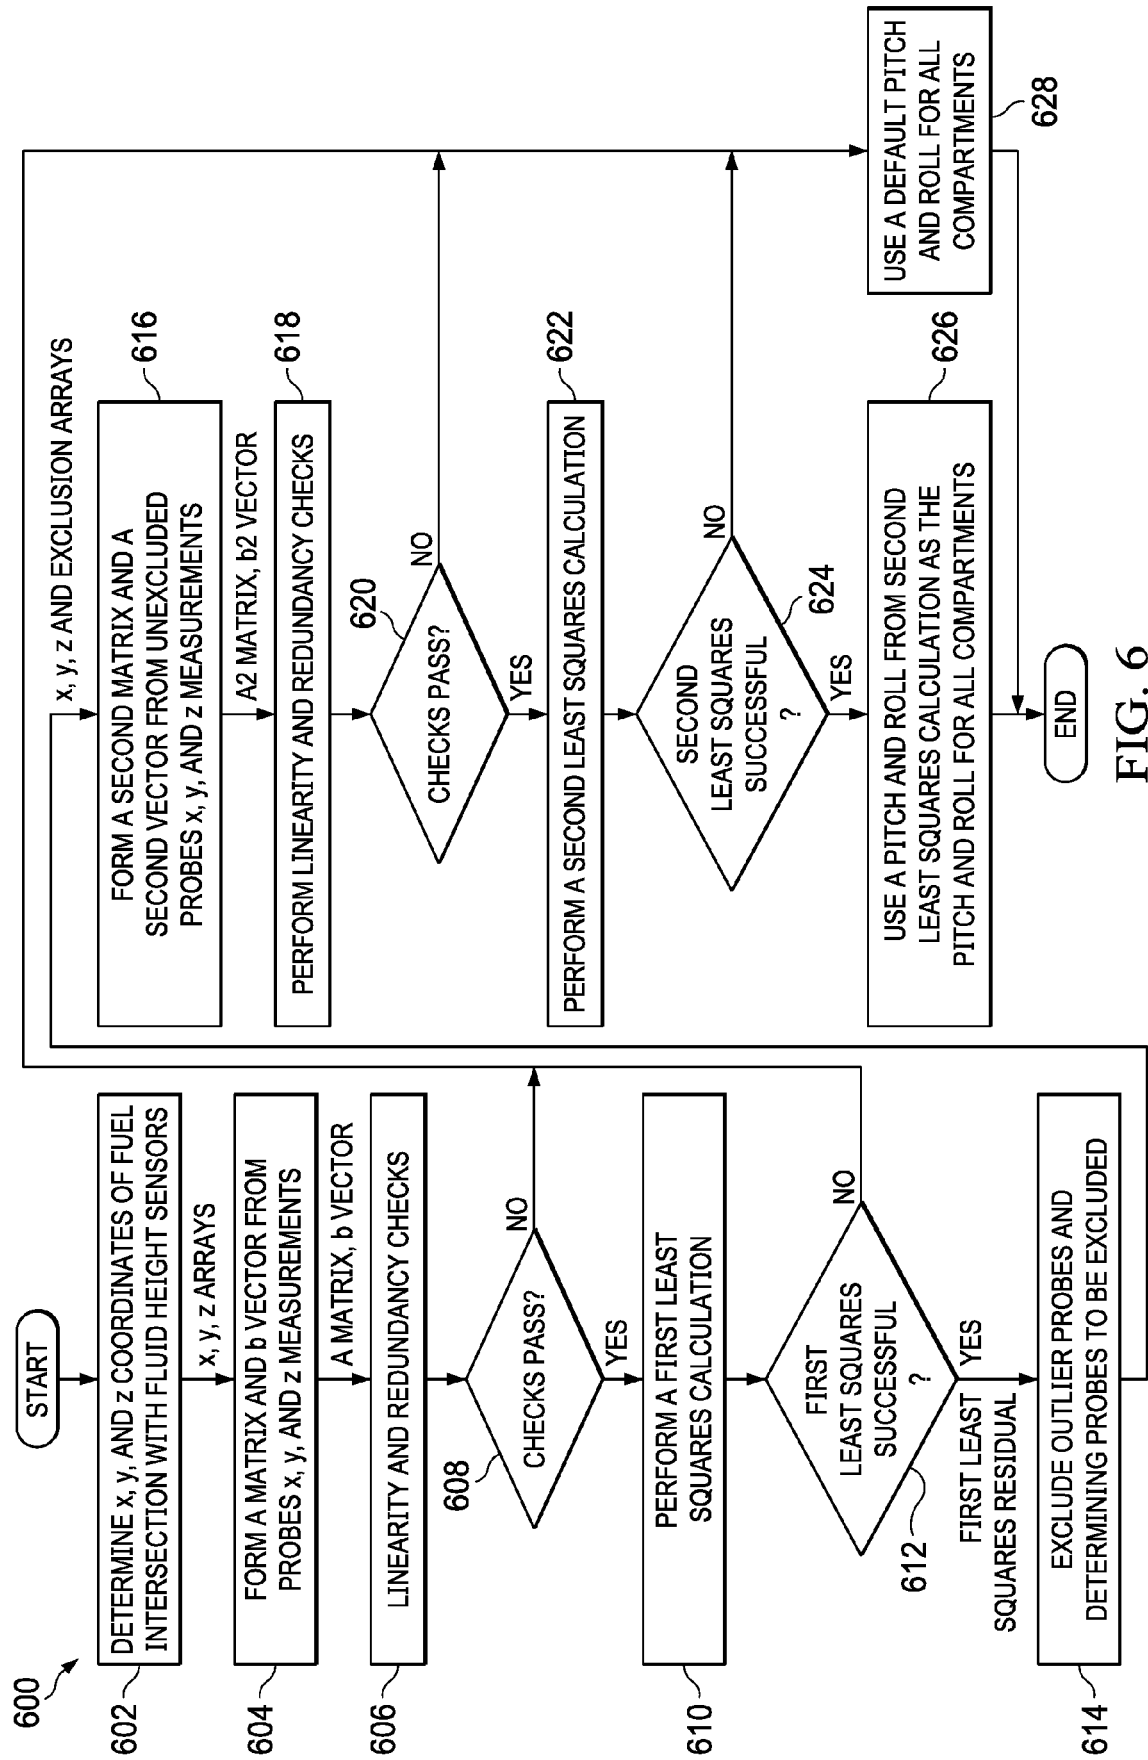 600
START
602
DETERMINE x, y, AND z COORDINATES OF FUEL
INTERSECTION WITH FLUID HEIGHT SENSORS
x, y, z ARRAYS
604
FORM A MATRIX AND b VECTOR FROM
PROBES x, y, AND z MEASUREMENTS
A MATRIX, b VECTOR
606
LINEARITY AND REDUNDANCY CHECKS
608
CHECKS PASS?
NO
YES
610
PERFORM A FIRST LEAST
SQUARES CALCULATION
FIRST
LEAST SQUARES
SUCCESSFUL
?
NO
612
YES
FIRST LEAST
SQUARES RESIDUAL
614
EXCLUDE OUTLIER PROBES AND
DETERMINING PROBES TO BE EXCLUDED
x, y, z AND EXCLUSION ARRAYS
616
FORM A SECOND MATRIX AND A
SECOND VECTOR FROM UNEXCLUDED
PROBES x, y, AND z MEASUREMENTS
A2 MATRIX, b2 VECTOR
618
PERFORM LINEARITY AND REDUNDANCY CHECKS
620
CHECKS PASS?
NO
YES
622
PERFORM A SECOND LEAST SQUARES CALCULATION
SECOND
LEAST SQUARES
SUCCESSFUL
?
NO
624
YES
626
USE A PITCH AND ROLL FROM SECOND
LEAST SQUARES CALCULATION AS THE
PITCH AND ROLL FOR ALL COMPARTMENTS
USE A DEFAULT PITCH
AND ROLL FOR ALL
COMPARTMENTS
628
END
FIG. 6